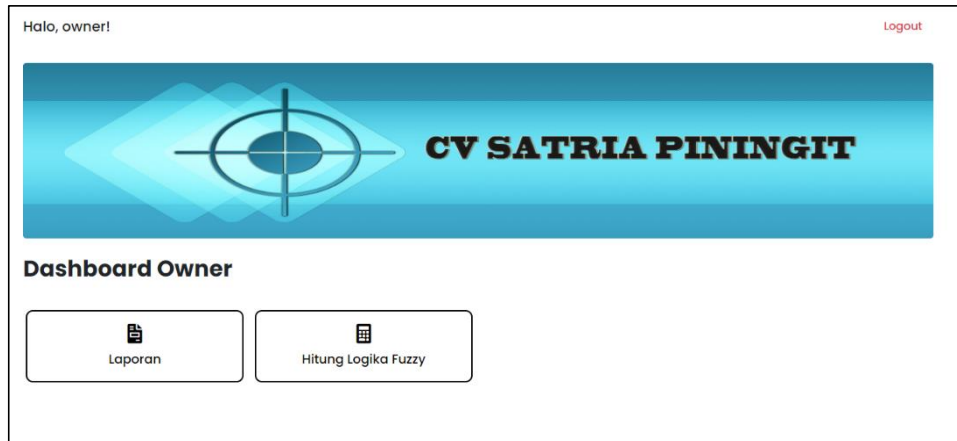 Halo, owner!
Logout
CV SATRIA PININGIT
Dashboard Owner
Laporan
Hitung Logika Fuzzy